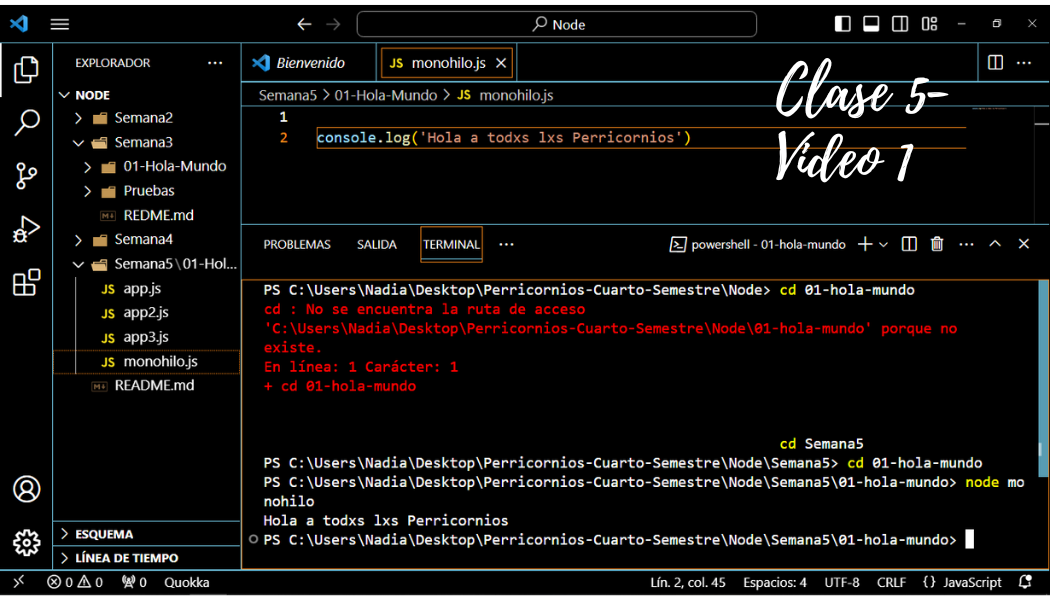 Node
EXPLORADOR
NODE
Semana2
Semana3
01-Hola-Mundo
Pruebas
REDME.md
Semana4
Semana5\01-Hol...
JS app.js
JS app2.js
JS app3.js
JS monohilo.js
README.md
ESQUEMA
LÍNEA DE TIEMPO
Bienvenido
JS monohilo.js
Semana5 > 01-Hola-Mundo > JS monohilo.js
1
2 console.log('Hola a todxs lxs Perricornios')
Clase 5-
Vídeo 1
PROBLEMAS SALIDA TERMINAL ...
powershell - 01-hola-mundo
PS C:\Users\Nadia\Desktop\Perricornios-Cuarto-Semestre\Node> cd 01-hola-mundo
cd : No se encuentra la ruta de acceso
'C:\Users\Nadia\Desktop\Perricornios-Cuarto-Semestre\Node\01-hola-mundo' porque no
existe.
En línea: 1 Carácter: 1
+ cd 01-hola-mundo
cd Semana5
PS C:\Users\Nadia\Desktop\Perricornios-Cuarto-Semestre\Node\Semana5> cd 01-hola-mundo
PS C:\Users\Nadia\Desktop\Perricornios-Cuarto-Semestre\Node\Semana5\01-hola-mundo> node mo
nohilo
Hola a todxs lxs Perricornios
PS C:\Users\Nadia\Desktop\Perricornios-Cuarto-Semestre\Node\Semana5\01-hola-mundo>
0 0 0 Quokka
Lín. 2, col. 45 Espacios: 4 UTF-8 CRLF {} JavaScript